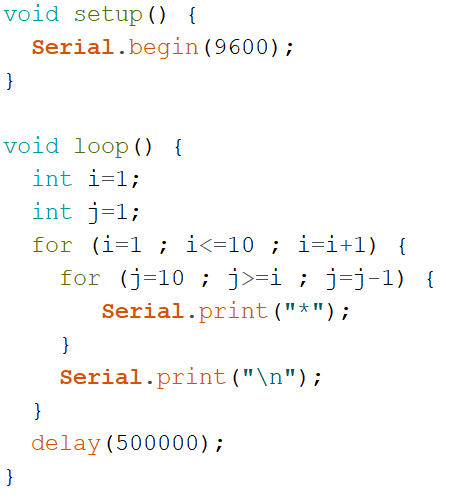 void setup() {
  Serial.begin(9600);
}

void loop() {
  int i=1;
  int j=1;
  for (i=1 ; i<=10 ; i=i+1) {
    for (j=10 ; j>=i ; j=j-1) {
       Serial.print("*");
    }
    Serial.print("\n");
  }
  delay(500000);
}